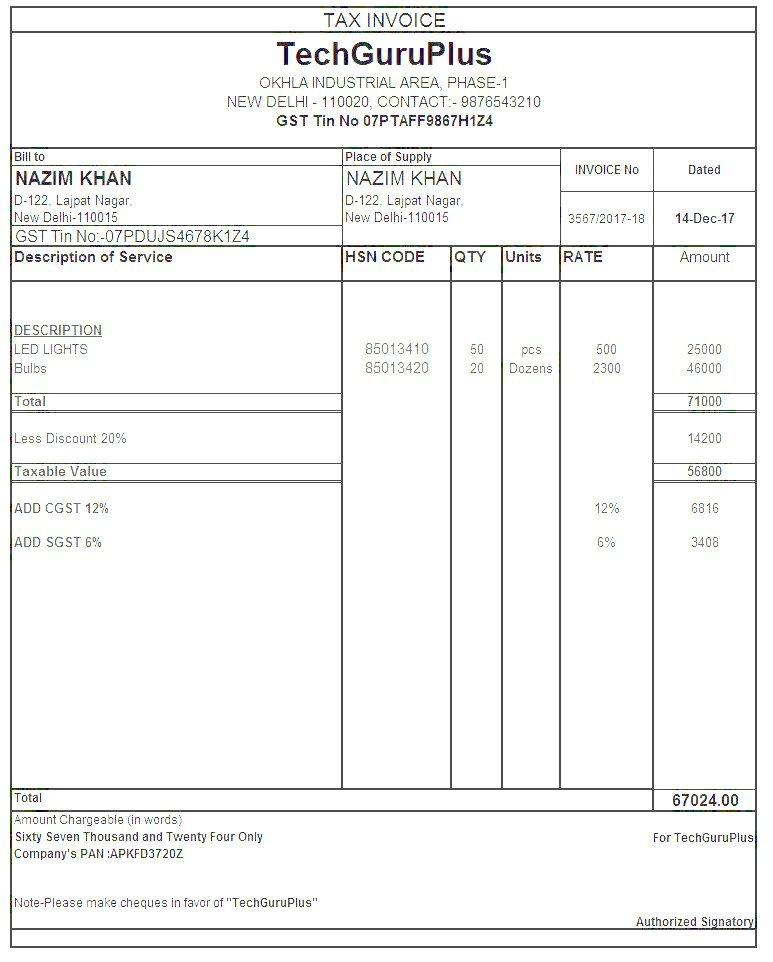 TAX INVOICE
TechGuruPlus
OKHLA INDUSTRIAL AREA, PHASE-1
NEW DELHI - 110020, CONTACT:- 9876543210
GST Tin No 07PTAFF9867H1Z4
Bill to
NAZIM KHAN
D-122, Lajpat Nagar,
New Delhi-110015
GST Tin No:-07PDUJS4678K1Z4
Place of Supply
NAZIM KHAN
D-122, Lajpat Nagar,
New Delhi-110015
INVOICE No Dated
3567/2017-18 14-Dec-17
Description of Service HSN CODE QTY Units RATE Amount
DESCRIPTION
LED LIGHTS 85013410 50 pcs 500 25000
Bulbs 85013420 20 Dozens 2300 46000
Total 71000
Less Discount 20% 14200
Taxable Value 56800
ADD CGST 12% 12% 6816
ADD SGST 6% 6% 3408
Total 67024.00
Amount Chargeable (in words)
Sixty Seven Thousand and Twenty Four Only
For TechGuruPlus
Company's PAN :APKFD3720Z
Note-Please make cheques in favor of "TechGuruPlus"
Authorized Signatory